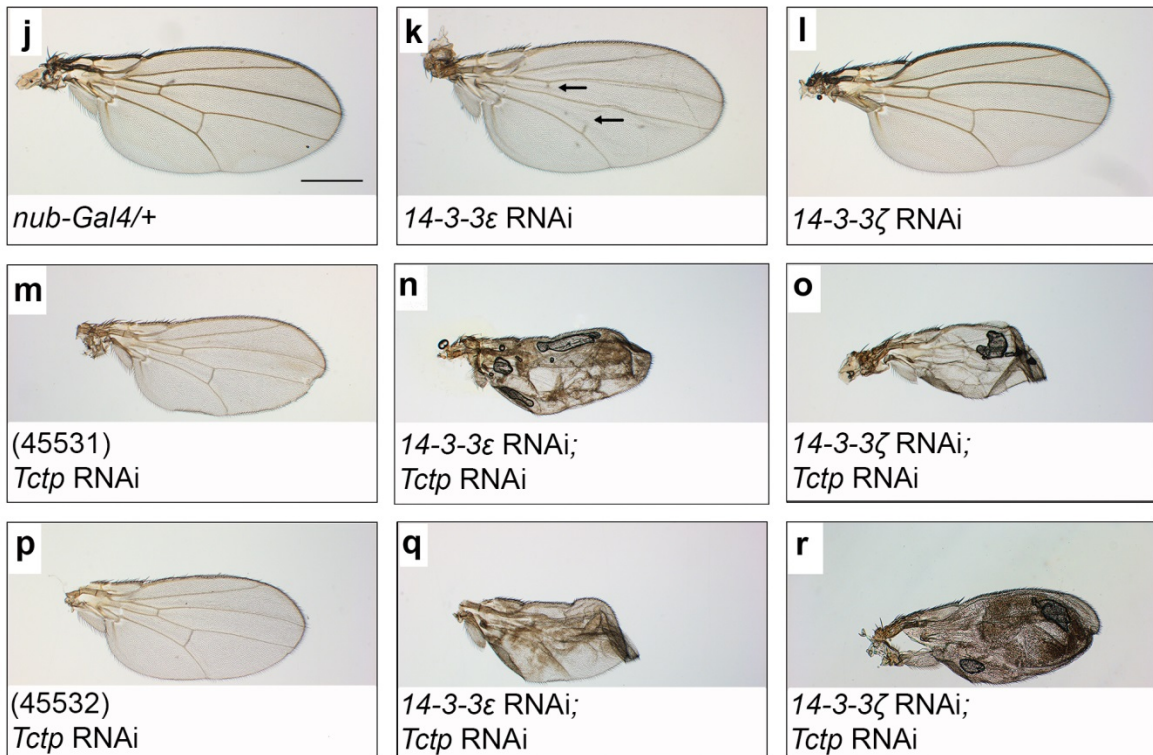 j
nub-Gal4/+
k
14-3-3ε RNAi
l
14-3-3ζ RNAi
m
(45531)
Tctp RNAi
n
14-3-3ε RNAi;
Tctp RNAi
o
14-3-3ζ RNAi;
Tctp RNAi
p
(45532)
Tctp RNAi
q
14-3-3ε RNAi;
Tctp RNAi
r
14-3-3ζ RNAi;
Tctp RNAi